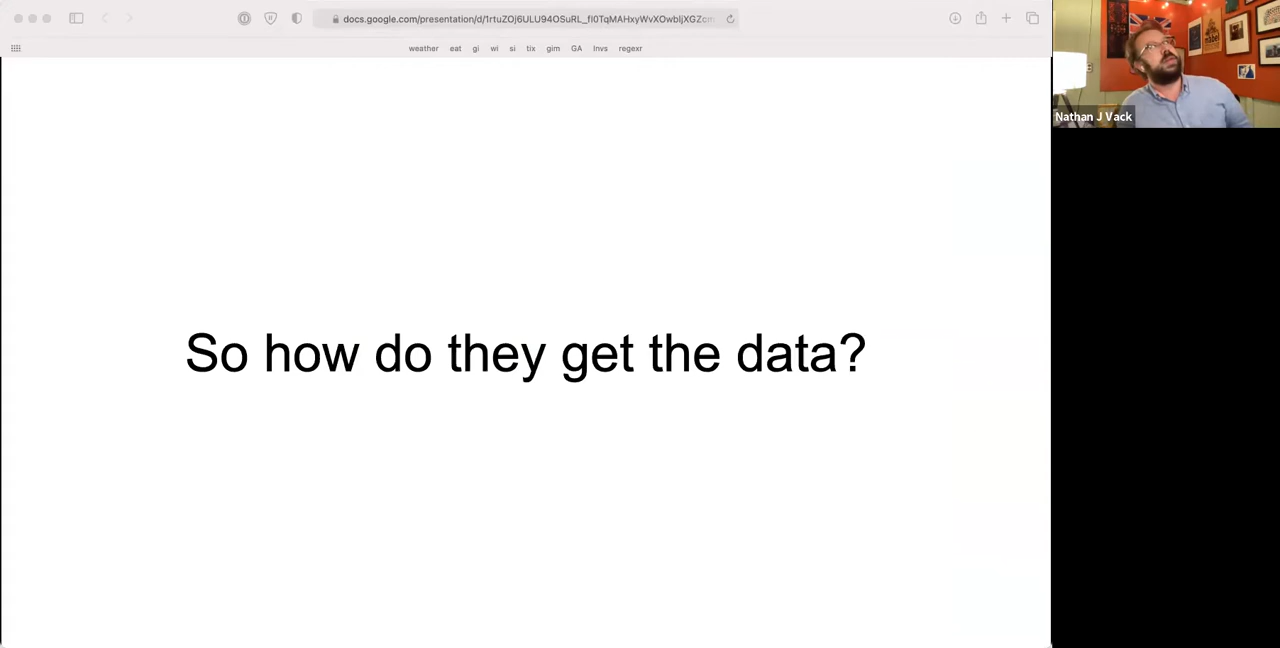 docs.google.com/presentation/d/1rtuZOj6ULU94OSuRL_fI0TqMAHxyWvXOwbljXGZcm
weather eat gi wi si tix gim GA Invs regexr
Nathan J Vack
So how do they get the data?